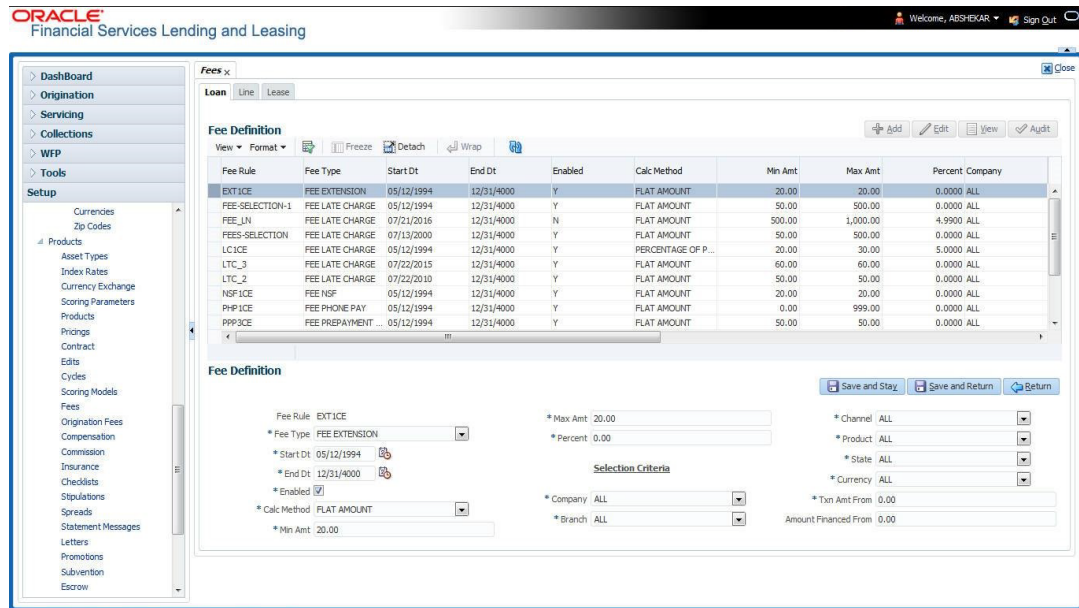 ORACLE
Financial Services Lending and Leasing
Welcome, ABSHEKAR
Sign Out
DashBoard
Origination
Servicing
Collections
WFP
Tools
Setup
Currencies
Zip Codes
Products
Asset Types
Index Rates
Currency Exchange
Scoring Parameters
Products
Pricings
Contract
Edits
Cycles
Scoring Models
Fees
Origination Fees
Compensation
Commission
Insurance
Checklists
Stipulations
Spreads
Statement Messages
Letters
Promotions
Subvention
Escrow
Fees x
Close
Loan Line Lease
Fee Definition
Add Edit View Audit
View Format Freeze Detach Wrap
Fee Rule Fee Type Start Dt End Dt Enabled Calc Method Min Amt Max Amt Percent Company
EXT1CE FEE EXTENSION 05/12/1994 12/31/4000 Y FLAT AMOUNT 20.00 20.00 0.0000 ALL
FEE-SELECTION-1 FEE LATE CHARGE 05/12/1994 12/31/4000 Y FLAT AMOUNT 50.00 500.00 0.0000 ALL
FEE_LN FEE LATE CHARGE 07/21/2016 12/31/4000 N FLAT AMOUNT 500.00 1,000.00 4.9900 ALL
FEES-SELECTION FEE LATE CHARGE 07/13/2000 12/31/4000 Y FLAT AMOUNT 50.00 500.00 0.0000 ALL
LC1CE FEE LATE CHARGE 05/12/1994 12/31/4000 Y PERCENTAGE OF P... 20.00 30.00 5.0000 ALL
LTC_3 FEE LATE CHARGE 07/22/2015 12/31/4000 Y FLAT AMOUNT 60.00 60.00 0.0000 ALL
LTC_2 FEE LATE CHARGE 07/22/2010 12/31/4000 Y FLAT AMOUNT 50.00 50.00 0.0000 ALL
NSF1CE FEE NSF 05/12/1994 12/31/4000 Y FLAT AMOUNT 20.00 20.00 0.0000 ALL
PHP1CE FEE PHONE PAY 05/12/1994 12/31/4000 Y FLAT AMOUNT 0.00 999.00 0.0000 ALL
PPP3CE FEE PREPAYMENT ... 05/12/1994 12/31/4000 Y FLAT AMOUNT 50.00 50.00 0.0000 ALL
Fee Definition
Save and Stay Save and Return Return
Fee Rule EXT1CE
* Fee Type FEE EXTENSION
* Start Dt 05/12/1994
* End Dt 12/31/4000
* Enabled
* Calc Method FLAT AMOUNT
* Min Amt 20.00
* Max Amt 20.00
* Percent 0.00
Selection Criteria
* Company ALL
* Branch ALL
* Channel ALL
* Product ALL
* State ALL
* Currency ALL
* Txn Amt From 0.00
Amount Financed From 0.00